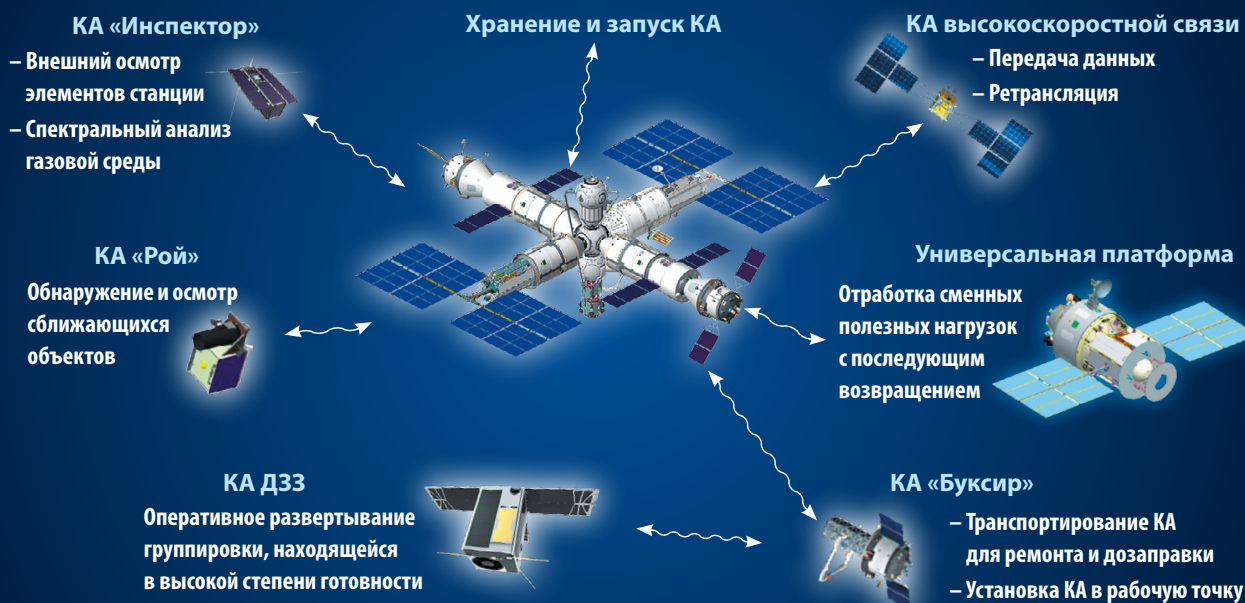 КА «Инспектор»
– Внешний осмотр
элементов станции
– Спектральный анализ
газовой среды
Хранение и запуск КА
КА высокоскоростной связи
– Передача данных
– Ретрансляция
КА «Рой»
Обнаружение и осмотр
сближающихся
объектов
Универсальная платформа
Отработка сменных
полезных нагрузок
с последующим
возвращением
КА ДЗЗ
Оперативное развертывание
группировки, находящейся
в высокой степени готовности
КА «Буксир»
– Транспортирование КА
для ремонта и дозаправки
– Установка КА в рабочую точку